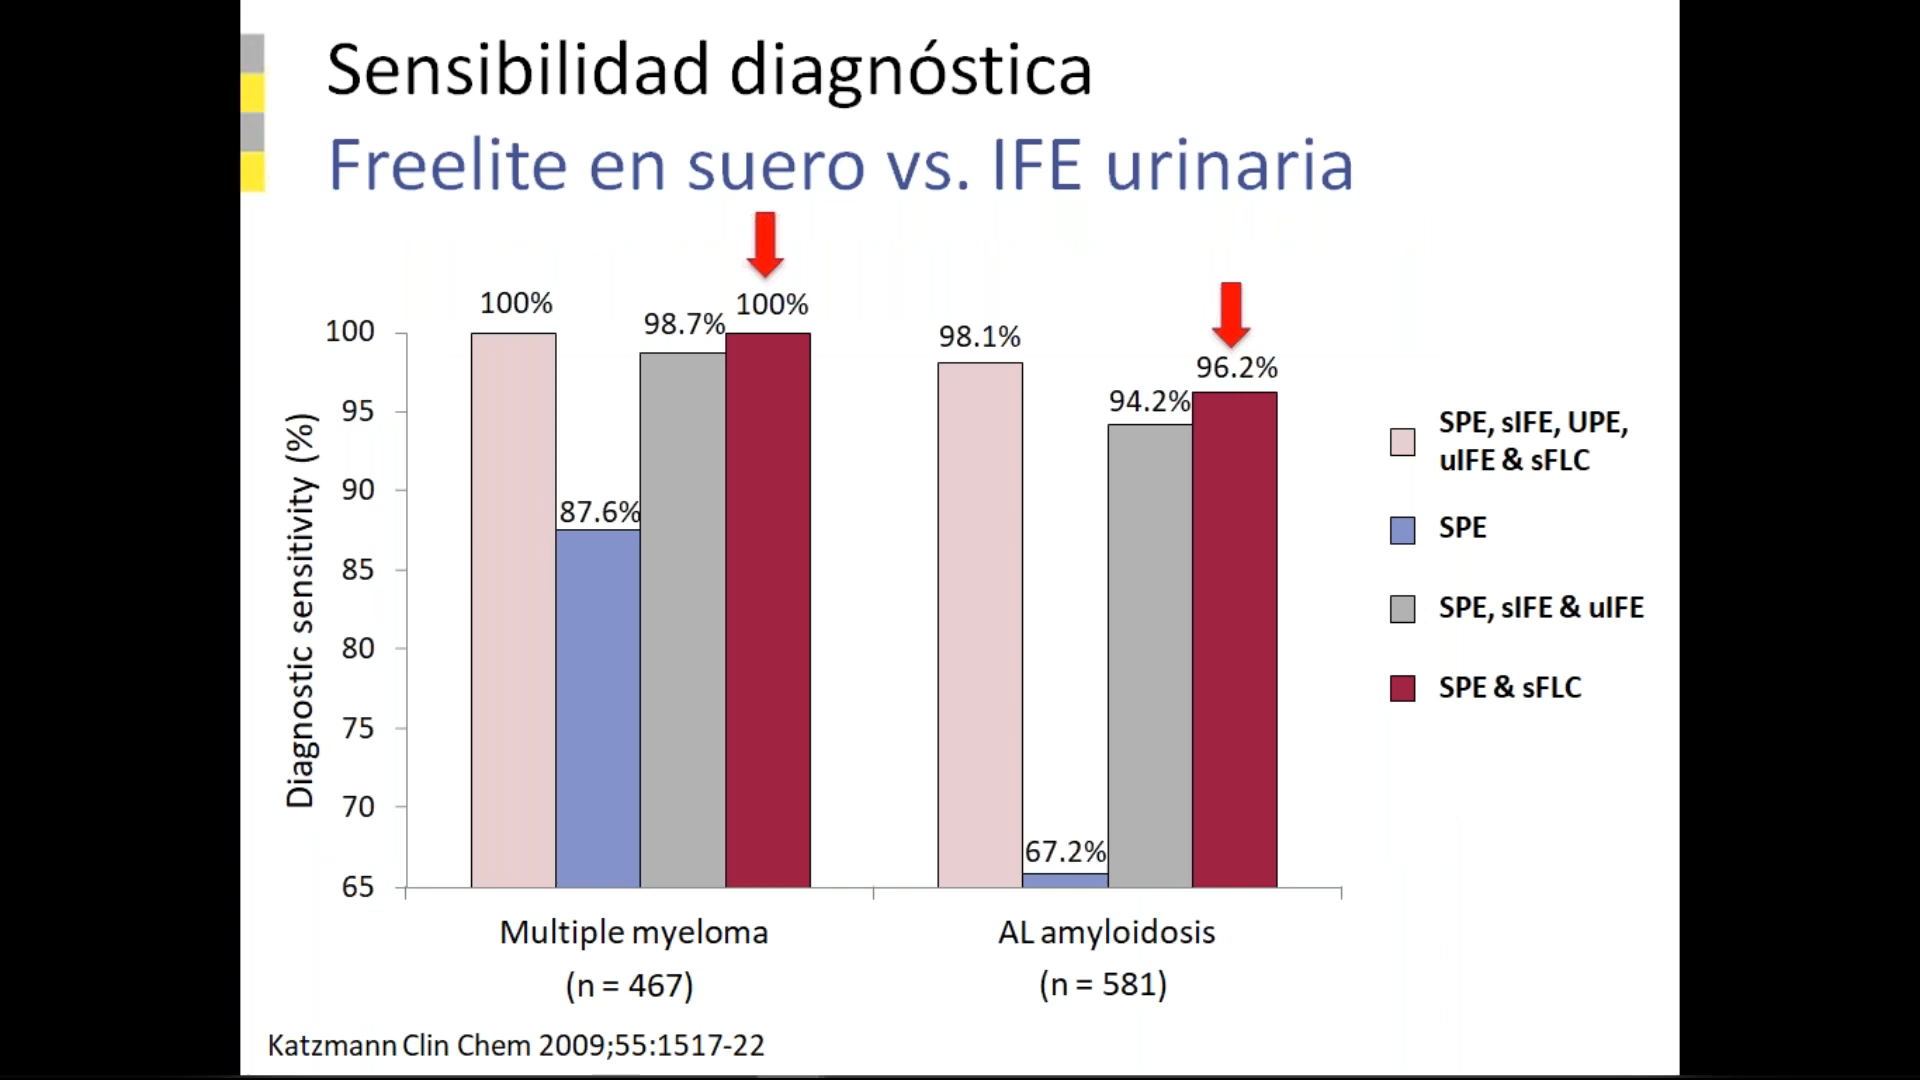 Sensibilidad diagnóstica
Freelite en suero vs. IFE urinaria
100%
87.6%
98.7%
100%
98.1%
67.2%
94.2%
96.2%
Diagnostic sensitivity (%)
100
95
90
85
80
75
70
65
Multiple myeloma
(n = 467)
AL amyloidosis
(n = 581)
SPE, sIFE, UPE,
uIFE & sFLC
SPE
SPE, sIFE & uIFE
SPE & sFLC
Katzmann Clin Chem 2009;55:1517-22